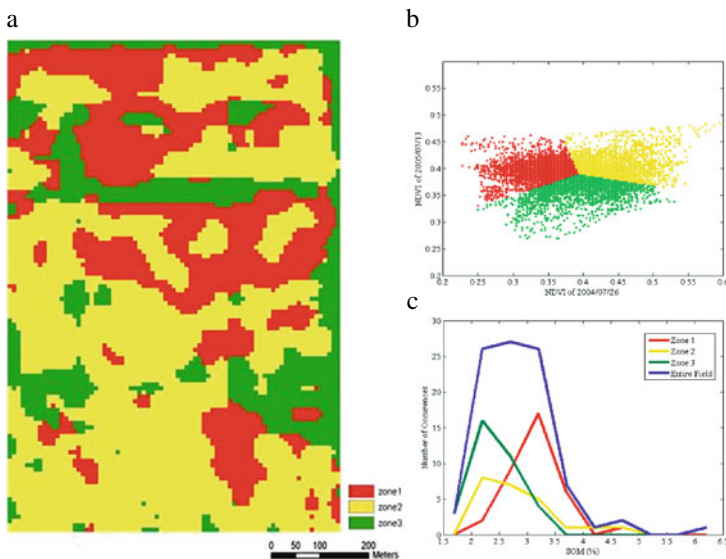 a
zone1
zone2
zone3
0 50 100 200
Meters
b
NDVI of 2005/07/13
0.55
0.5
0.45
0.4
0.35
0.3
0.25
0.2
0.2 0.25 0.3 0.35 0.4 0.45 0.5 0.55 0.6
NDVI of 2004/07/26
c
Number of Occurences
30
25
20
15
10
5
0
1.5 2 2.5 3 3.5 4 4.5 5 5.5 6 6.5
SOM (%)
Zone 1
Zone 2
Zone 3
Entire Field